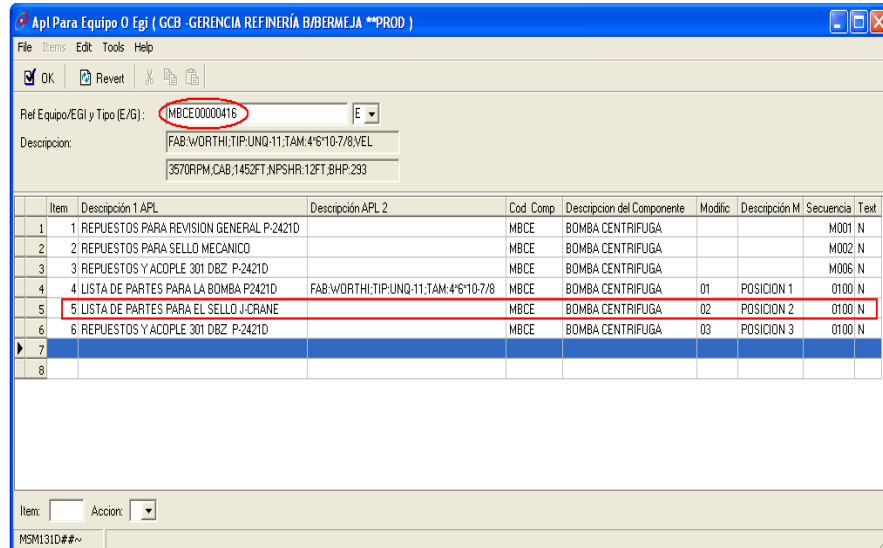 Apl Para Equipo O Egi ( GCB -GERENCIA REFINERÍA B/BERMEJA **PROD )
File Items Edit Tools Help
OK Revert
Ref Equipo/EGI y Tipo (E/G) : MBCE00000416 E
Descripcion: FAB:WORTHI;TIP:UNQ-11;TAM:4*6*10-7/8;VEL
3570RPM;CAB;1452FT;NPSHR:12FT;BHP:293
Item Descripción 1 APL Descripción APL 2 Cod Comp Descripcion del Componente Modific Descripción M Secuencia Text
1 1 REPUESTOS PARA REVISION GENERAL P-2421D MBCE BOMBA CENTRIFUGA M001 N
2 2 REPUESTOS PARA SELLO MECANICO MBCE BOMBA CENTRIFUGA M002 N
3 3 REPUESTOS Y ACOPLE 301 DBZ P-2421D MBCE BOMBA CENTRIFUGA M006 N
4 4 LISTA DE PARTES PARA LA BOMBA P2421D FAB:WORTHI;TIP:UNQ-11;TAM:4*6*10-7/8 MBCE BOMBA CENTRIFUGA 01 POSICION 1 0100 N
5 5 LISTA DE PARTES PARA EL SELLO J-CRANE MBCE BOMBA CENTRIFUGA 02 POSICION 2 0100 N
6 6 REPUESTOS Y ACOPLE 301 DBZ P-2421D MBCE BOMBA CENTRIFUGA 03 POSICION 3 0100 N
7
8
Item: Accion:
MSM131D##~